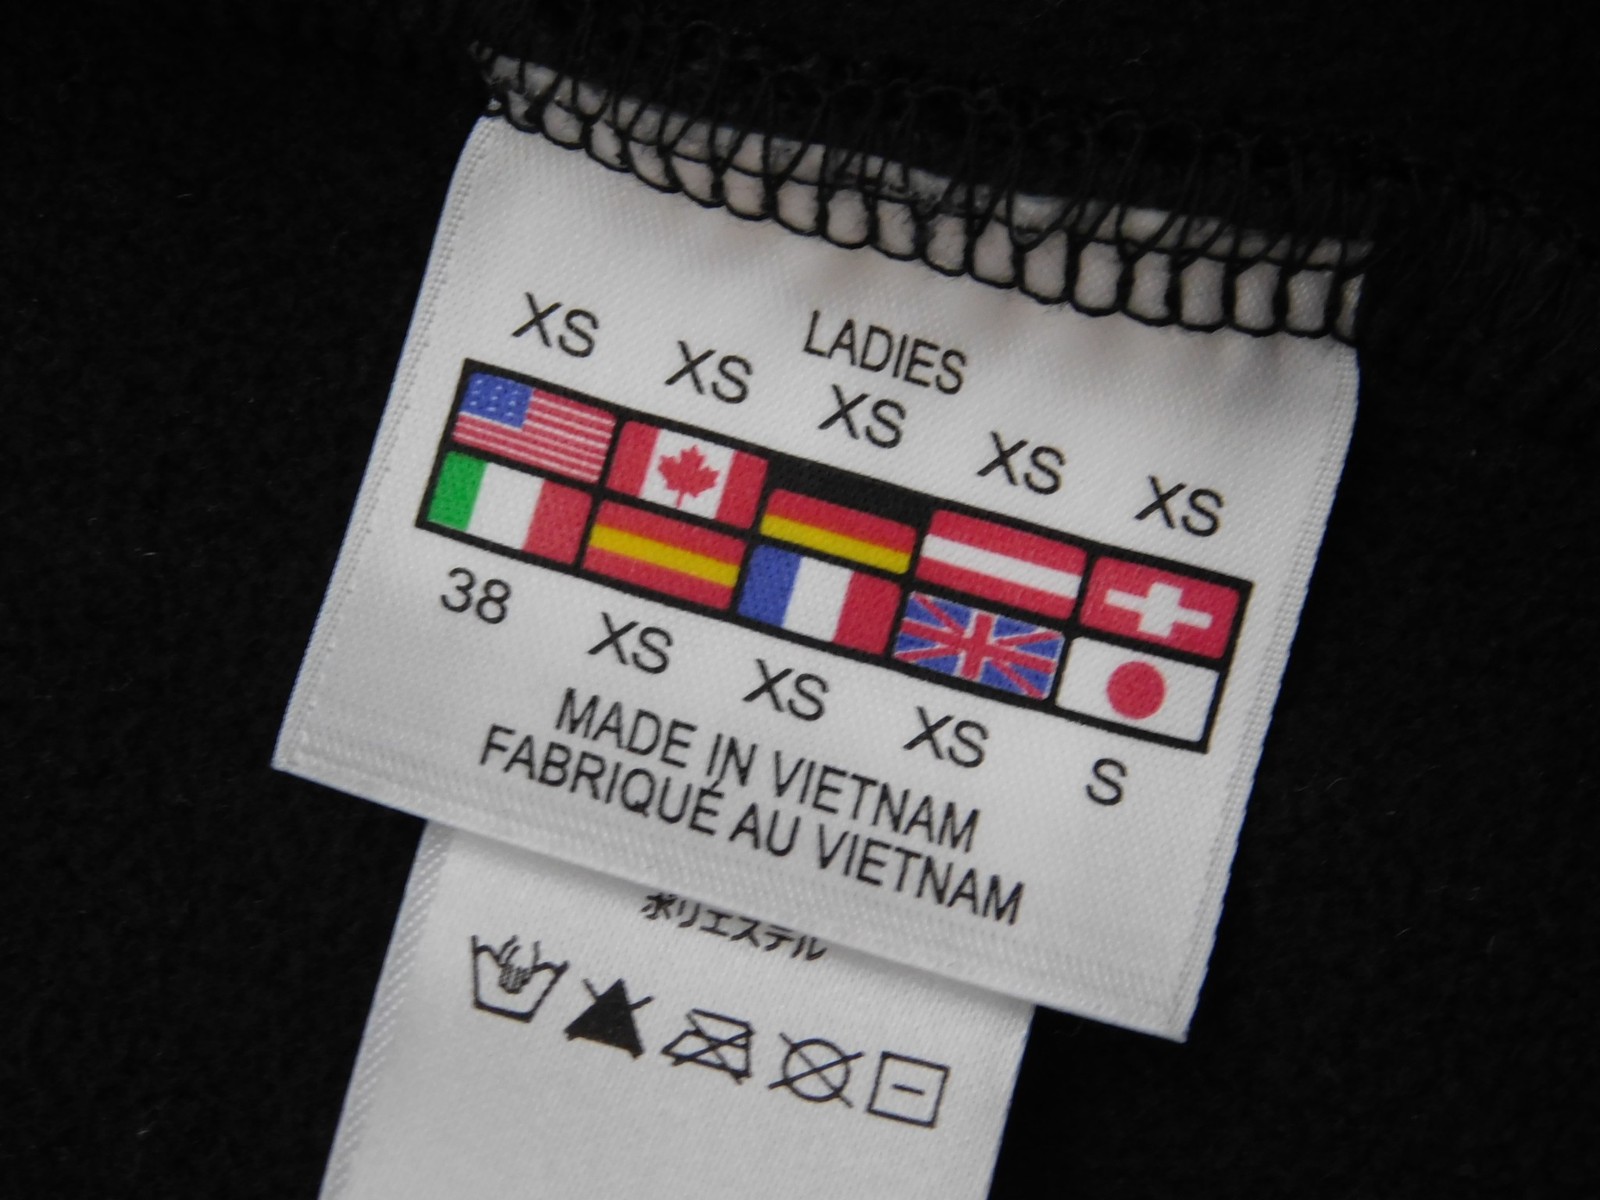 LADIES
XS XS XS XS XS
38 XS XS XS S
MADE IN VIETNAM
FABRIQUÉ AU VIETNAM
ポリエステル